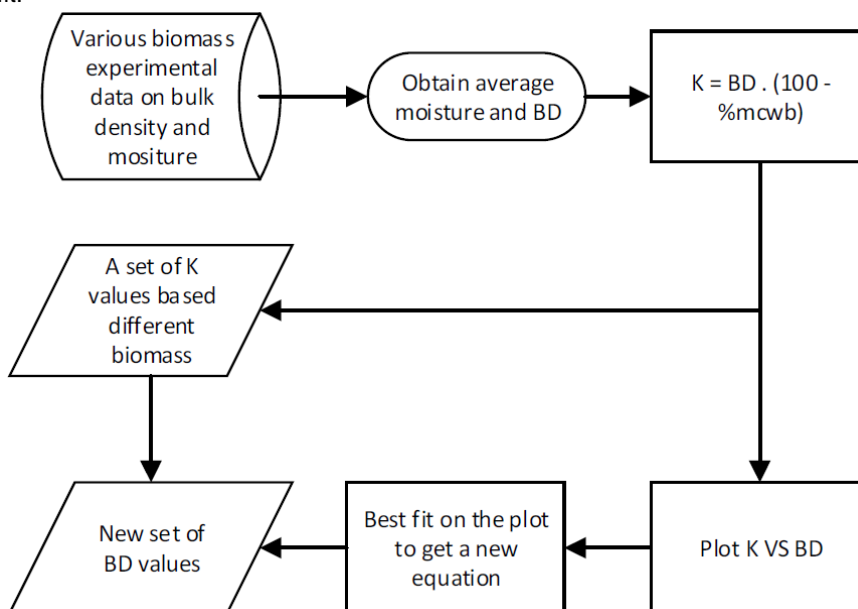 Various biomass
experimental
data on bulk
density and
mositure
Obtain average
moisture and BD
K = BD . (100 -
%mcwb)
A set of K
values based
different
biomass
New set of
BD values
Best fit on the plot
to get a new
equation
Plot K VS BD